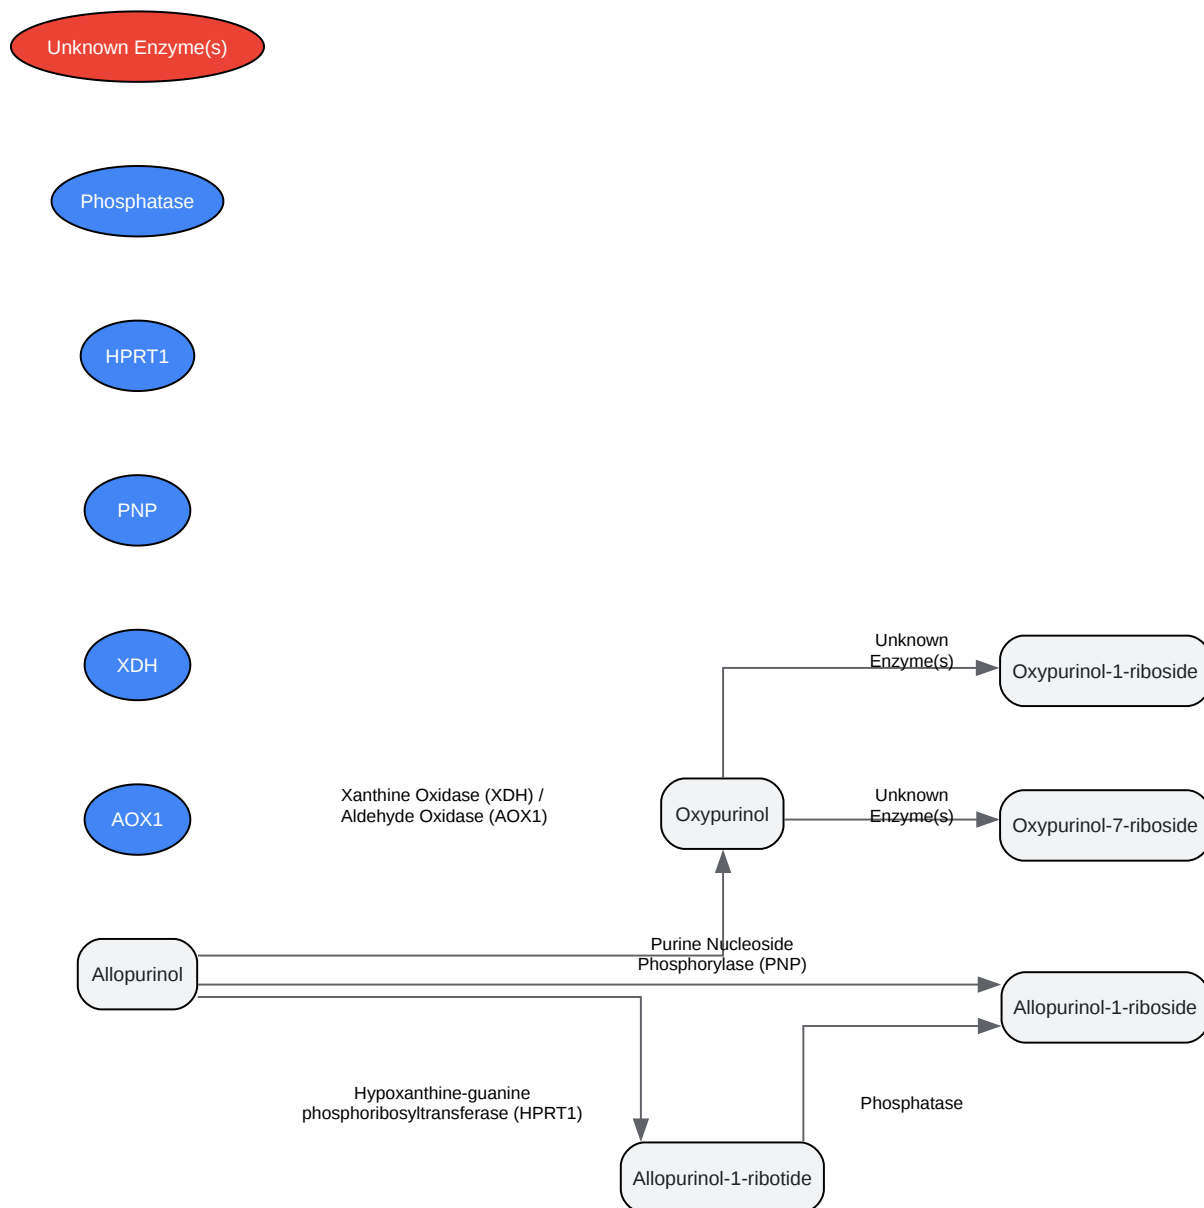 Unknown Enzyme(s)
Phosphatase
HPRT1
PNP
XDH
AOX1
Unknown
Enzyme(s)
Oxypurinol-1-riboside
Xanthine Oxidase (XDH) /
Aldehyde Oxidase (AOX1)
Oxypurinol
Unknown
Enzyme(s)
Oxypurinol-7-riboside
Allopurinol
Purine Nucleoside
Phosphorylase (PNP)
Allopurinol-1-riboside
Hypoxanthine-guanine
phosphoribosyltransferase (HPRT1)
Phosphatase
Allopurinol-1-ribotide